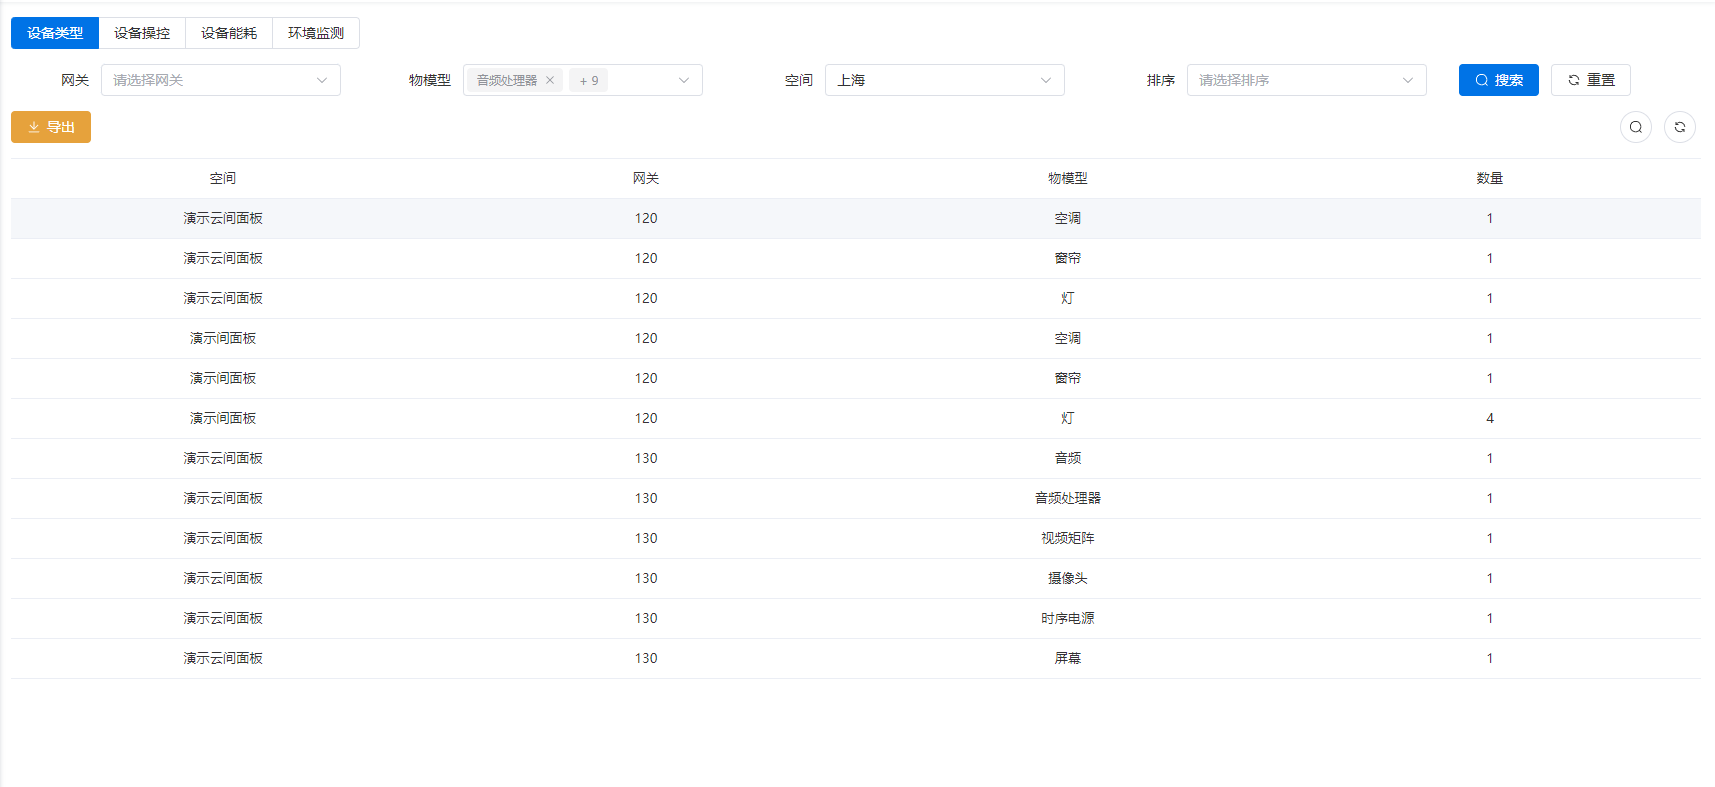 设备类型 设备操控 设备能耗 环境监测
网关 请选择网关 物模型 音频处理器 + 9 空间 上海 排序 请选择排序 搜索 重置
导出
空间 网关 物模型 数量
演示云间面板 120 空调 1
演示云间面板 120 窗帘 1
演示云间面板 120 灯 1
演示间面板 120 空调 1
演示间面板 120 窗帘 1
演示间面板 120 灯 4
演示云间面板 130 音频 1
演示云间面板 130 音频处理器 1
演示云间面板 130 视频矩阵 1
演示云间面板 130 摄像头 1
演示云间面板 130 时序电源 1
演示云间面板 130 屏幕 1